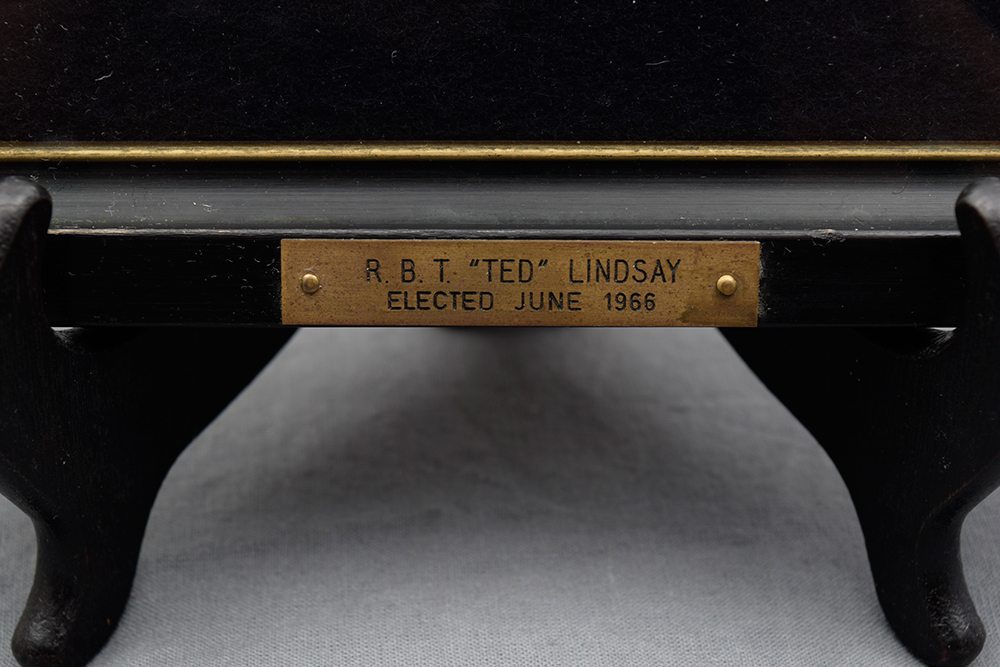 R. B. T. "TED" LINDSAY
ELECTED JUNE 1966